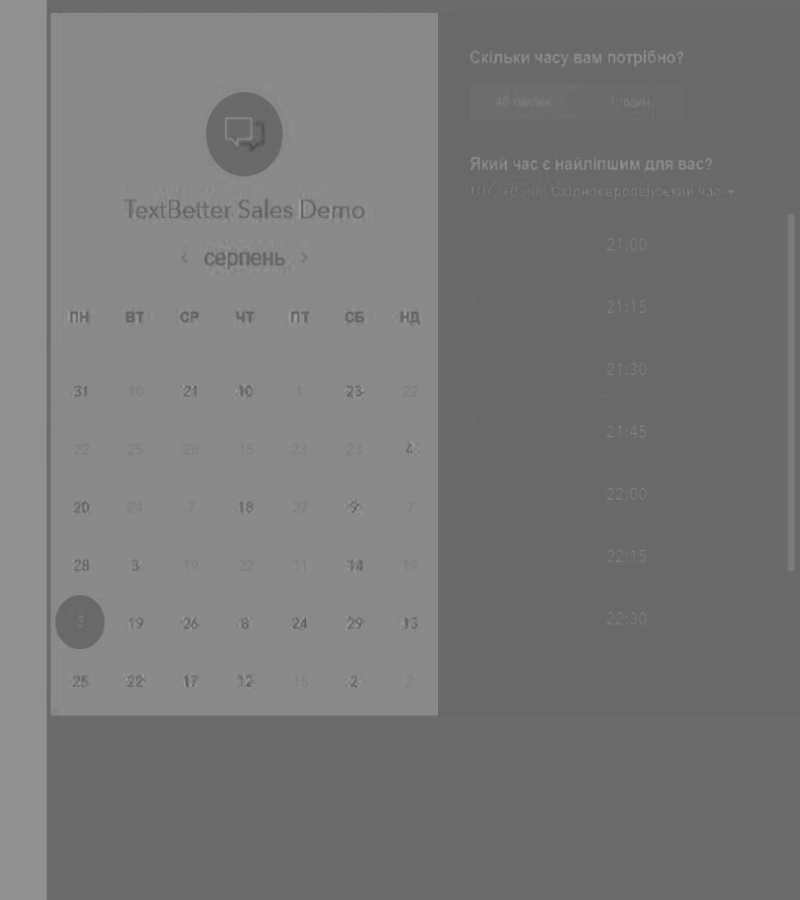 TextBetter Sales Demo
‹ серпень ›
ПН ВТ СР ЧТ ПТ СБ НД
31 10 21 10 1 23 22
22 25 28 15 23 23 4
20 24 7 18 27 9 7
28 3 19 22 11 14 19
3 19 26 8 24 29 13
25 22 17 12 15 2 2
Скільки часу вам потрібно?
40 хвилин 1 годин
Який час є найліпшим для вас?
Східноєвропейський час
21:00
21:15
21:30
21:45
22:00
22:15
22:30